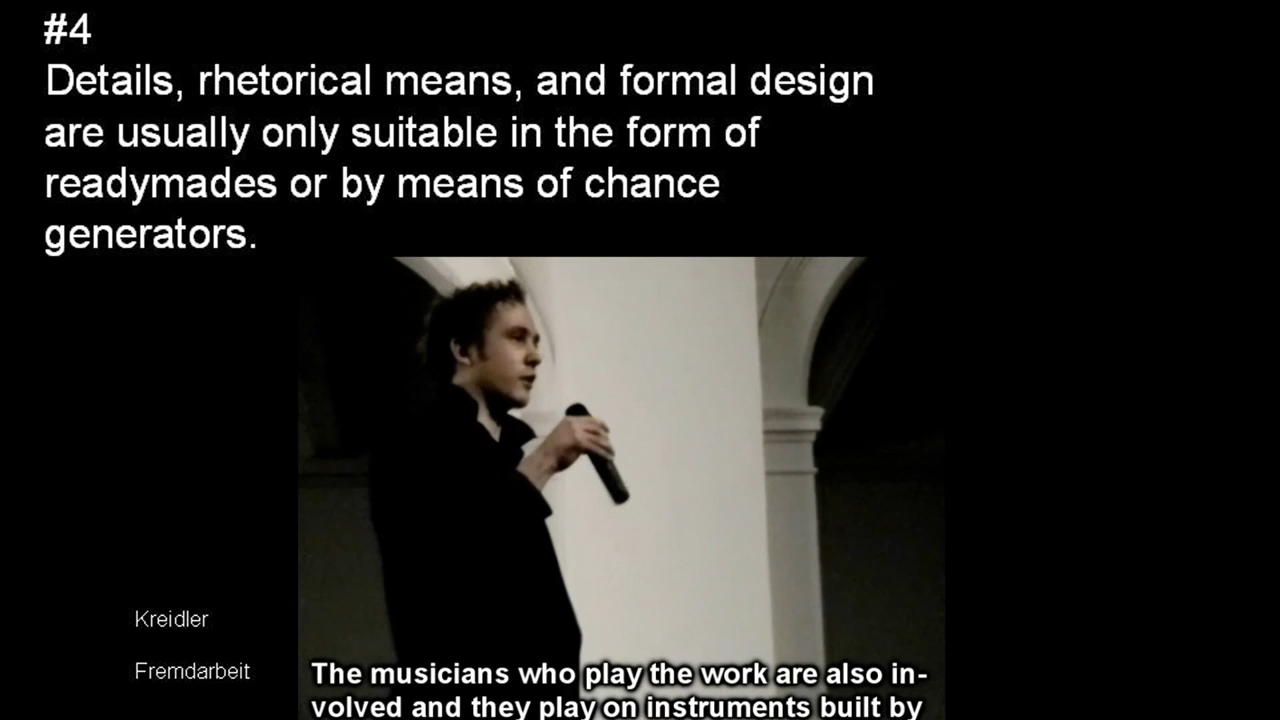 #4
Details, rhetorical means, and formal design
are usually only suitable in the form of
readymades or by means of chance
generators.
Kreidler
Fremdarbeit
The musicians who play the work are also in-
volved and they play on instruments built by